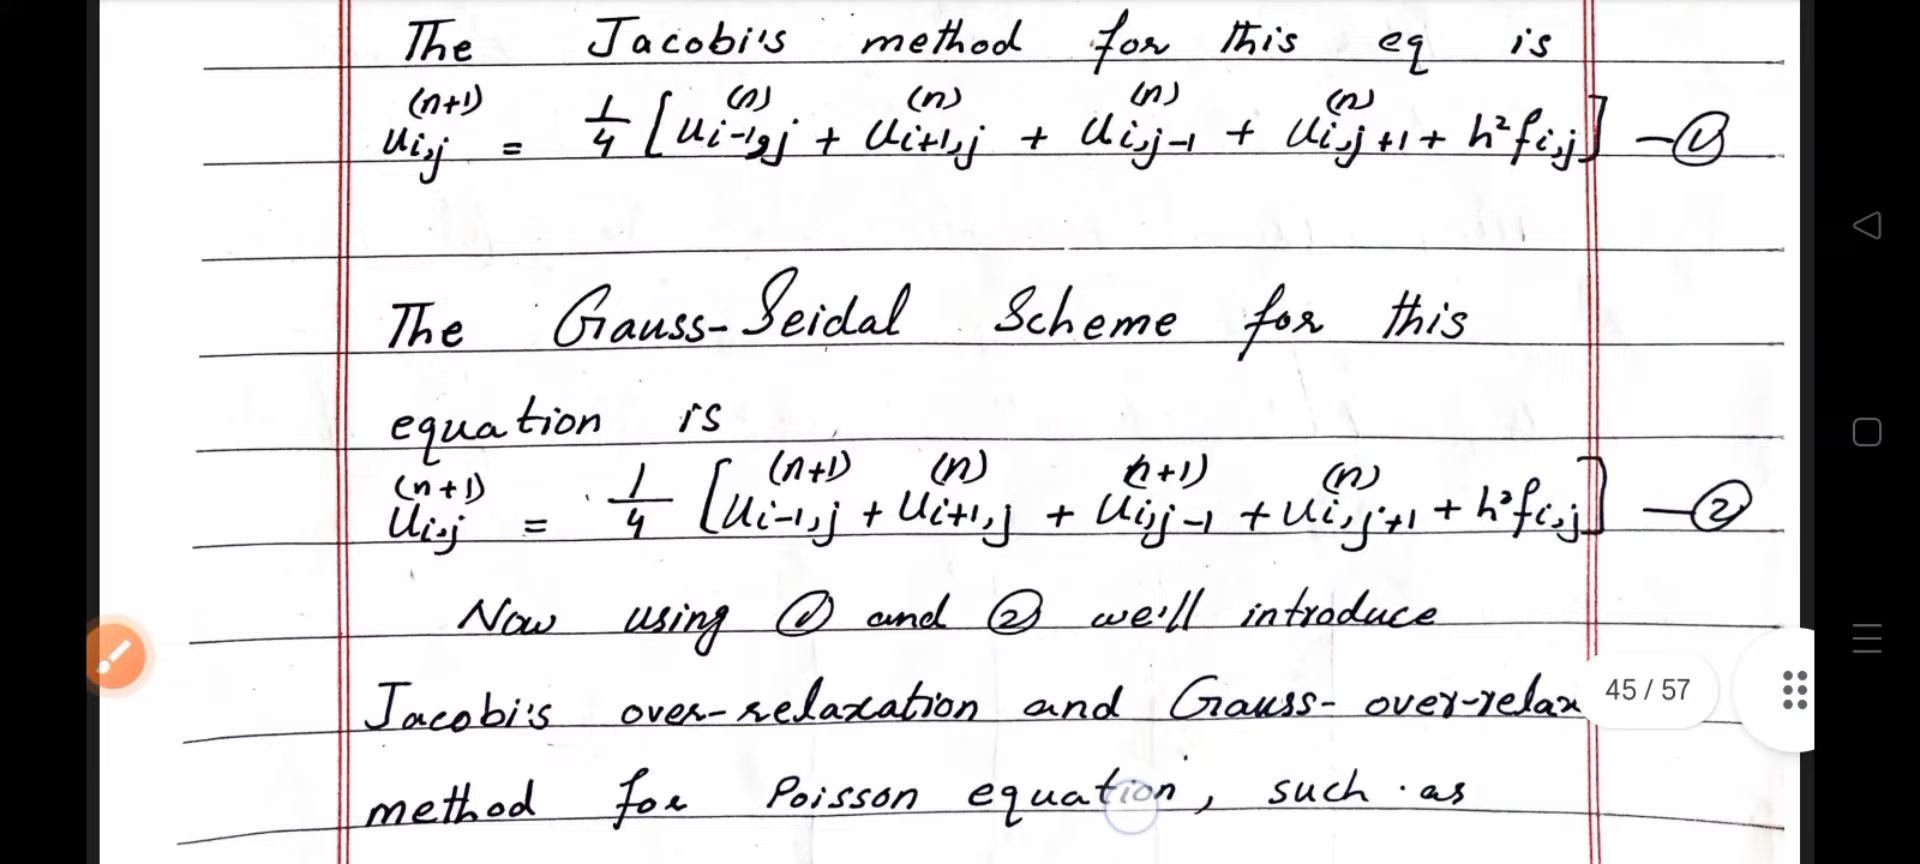 The Jacobi's method for this eq is
u_{i,j}^{(n+1)} = 1/4 [u_{i-1,j}^{(n)} + u_{i+1,j}^{(n)} + u_{i,j-1}^{(n)} + u_{i,j+1}^{(n)} + h²f_{i,j}] —①
The Gauss-Seidal Scheme for this
equation is
u_{i,j}^{(n+1)} = 1/4 [u_{i-1,j}^{(n+1)} + u_{i+1,j}^{(n)} + u_{i,j-1}^{(n+1)} + u_{i,j+1}^{(n)} + h²f_{i,j}] —②
Now using ① and ② we'll introduce
Jacobi's over-relaxation and Gauss- over-relax
45 / 57
method for Poisson equation, such as